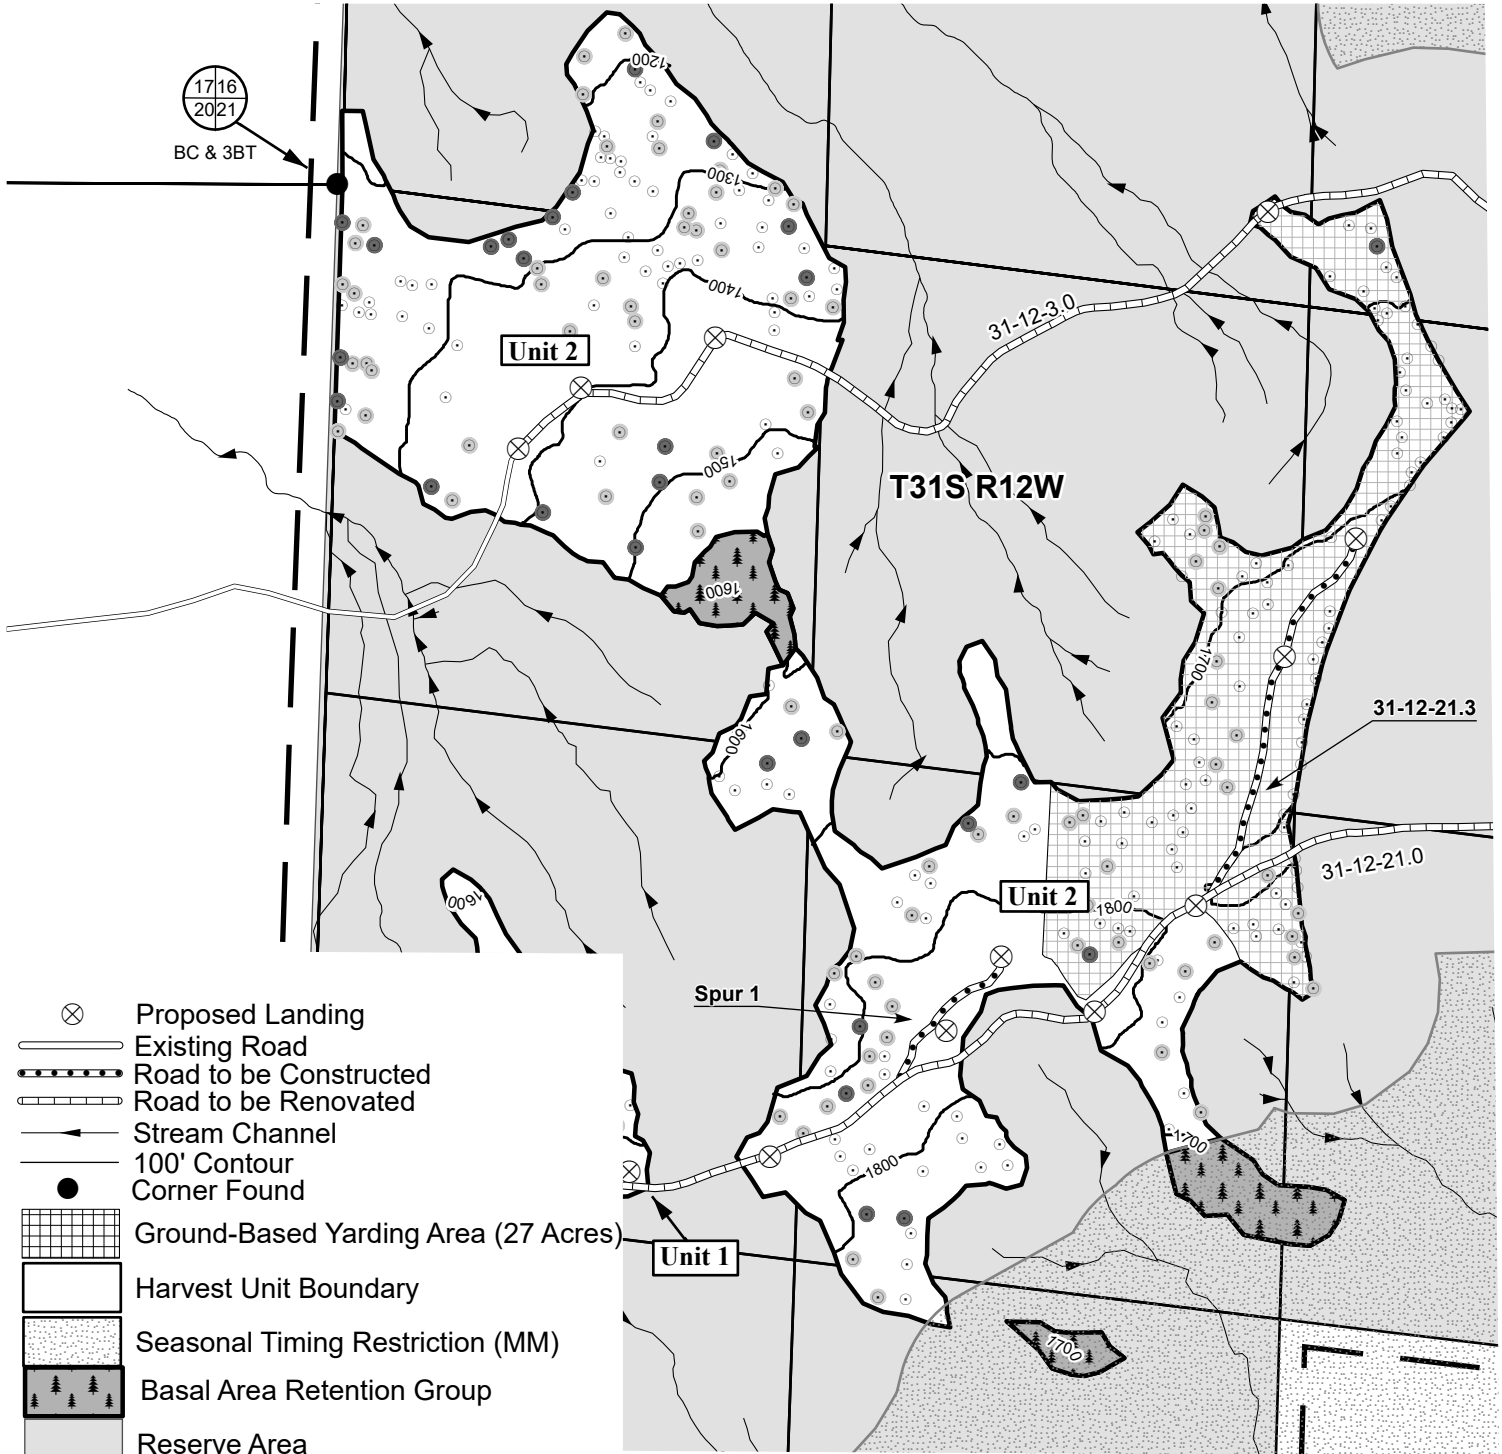 1200
17 16
20 21
BC & 3BT
1300
1400
31-12-3.0
Unit 2
1500
T31S R12W
1600
1700
31-12-21.3
1600
31-12-21.0
1600
Unit 2
1800
Spur 1
Proposed Landing
Existing Road
Road to be Constructed
Road to be Renovated
Stream Channel
100' Contour
Corner Found
Ground-Based Yarding Area (27 Acres)
Harvest Unit Boundary
Seasonal Timing Restriction (MM)
Basal Area Retention Group
Reserve Area
1700
1800
Unit 1
1700